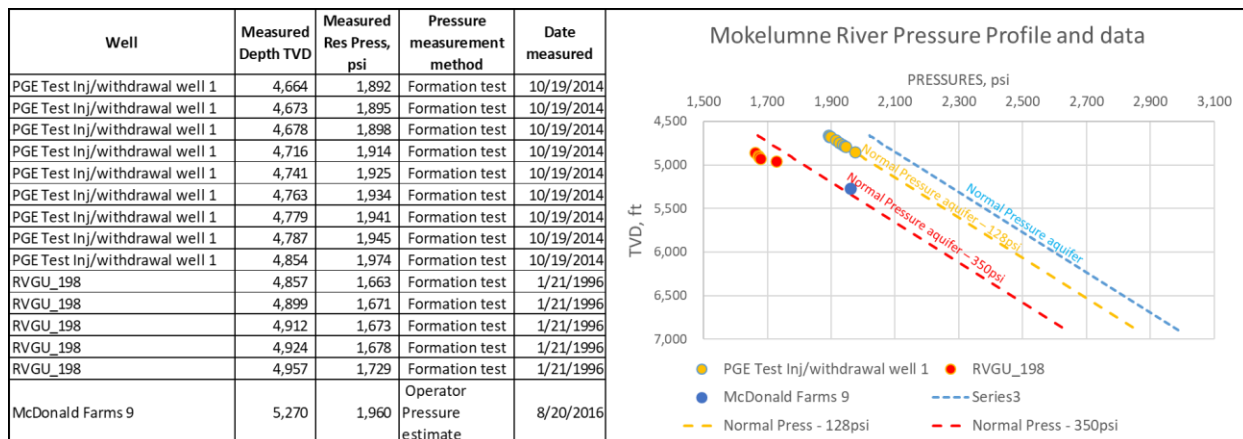 Well Measured Depth TVD Measured Res Press, psi Pressure measurement method Date measured
PGE Test Inj/withdrawal well 1 4,664 1,892 Formation test 10/19/2014
PGE Test Inj/withdrawal well 1 4,673 1,895 Formation test 10/19/2014
PGE Test Inj/withdrawal well 1 4,678 1,898 Formation test 10/19/2014
PGE Test Inj/withdrawal well 1 4,716 1,914 Formation test 10/19/2014
PGE Test Inj/withdrawal well 1 4,741 1,925 Formation test 10/19/2014
PGE Test Inj/withdrawal well 1 4,763 1,934 Formation test 10/19/2014
PGE Test Inj/withdrawal well 1 4,779 1,941 Formation test 10/19/2014
PGE Test Inj/withdrawal well 1 4,787 1,945 Formation test 10/19/2014
PGE Test Inj/withdrawal well 1 4,854 1,974 Formation test 10/19/2014
RVGU_198 4,857 1,663 Formation test 1/21/1996
RVGU_198 4,899 1,671 Formation test 1/21/1996
RVGU_198 4,912 1,673 Formation test 1/21/1996
RVGU_198 4,924 1,678 Formation test 1/21/1996
RVGU_198 4,957 1,729 Formation test 1/21/1996
McDonald Farms 9 5,270 1,960 Operator Pressure estimate 8/20/2016
Mokelumne River Pressure Profile and data
PRESSURES, psi
1,500 1,700 1,900 2,100 2,300 2,500 2,700 2,900 3,100
TVD, ft
4,500
5,000
5,500
6,000
6,500
7,000
Normal Pressure aquifer
Normal Pressure aquifer – 128psi
Normal Pressure aquifer – 350psi
PGE Test Inj/withdrawal well 1 RVGU_198
McDonald Farms 9 Series3
Normal Press - 128psi Normal Press - 350psi